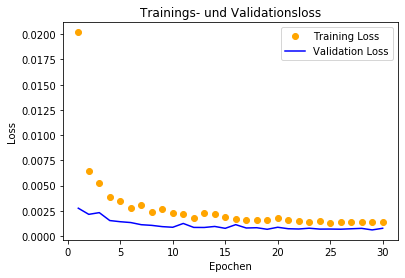 Trainings- und Validationsloss
Training Loss
Validation Loss
0.0200
0.0175
0.0150
0.0125
0.0100
0.0075
0.0050
0.0025
0.0000
Loss
0 5 10 15 20 25 30
Epochen